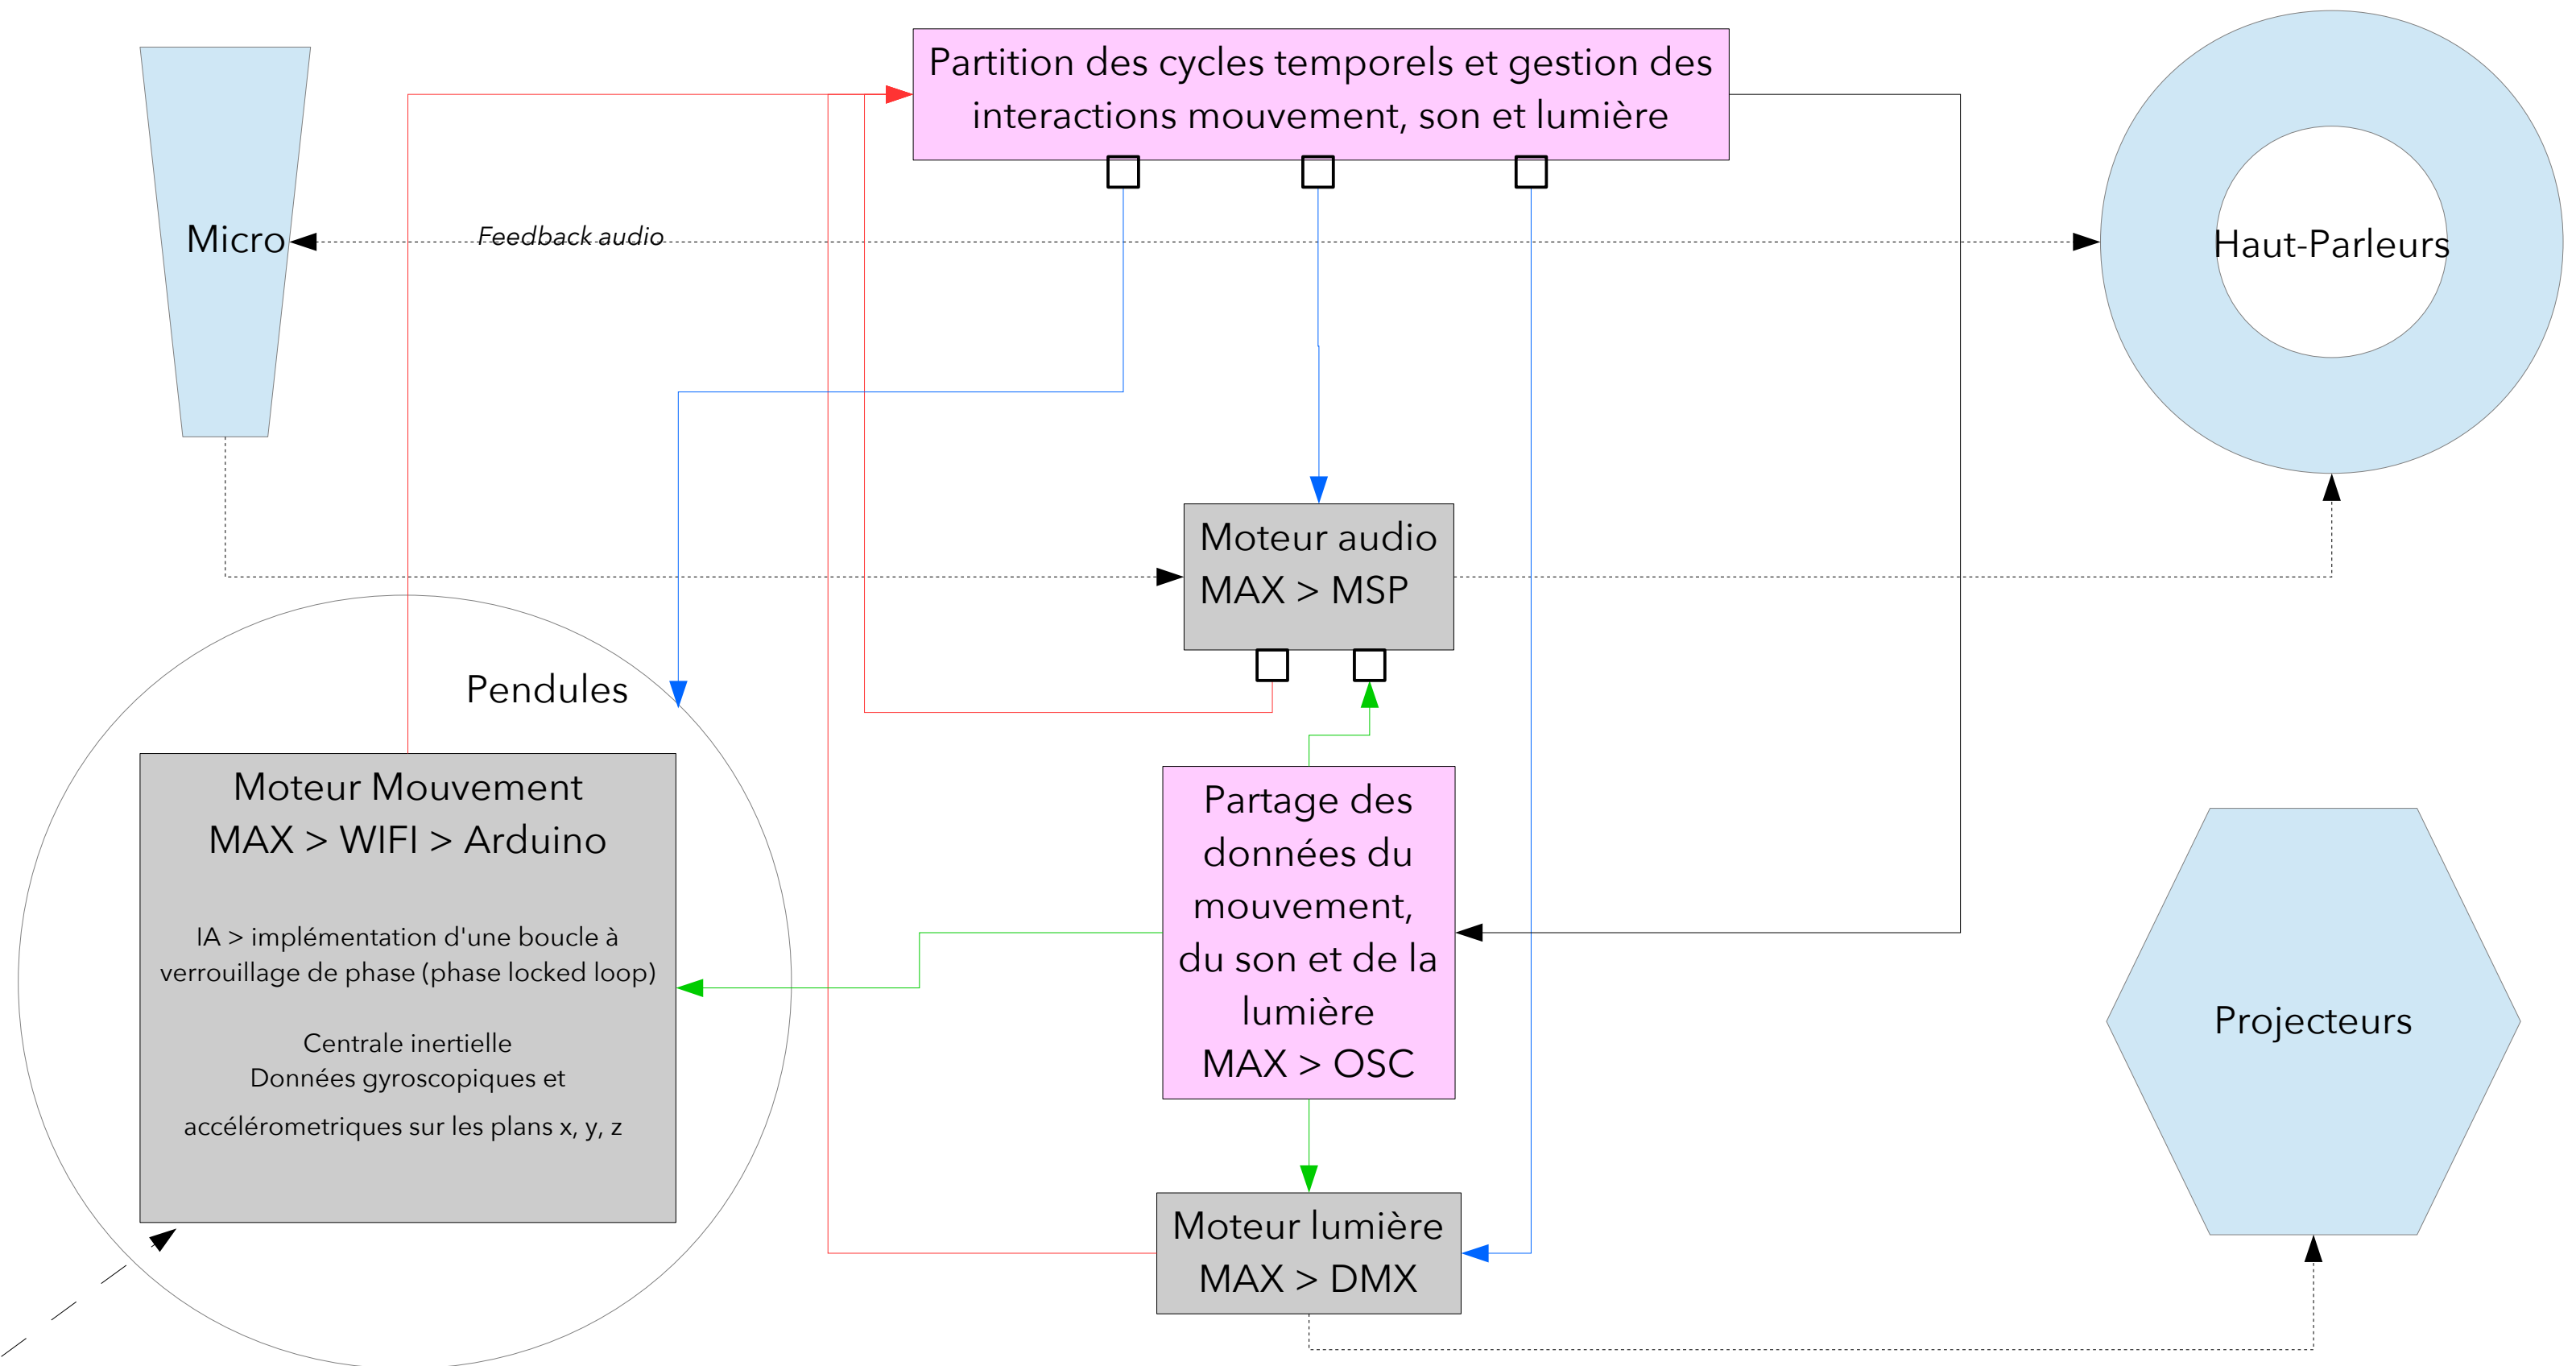 Partition des cycles temporels et gestion des
interactions mouvement, son et lumière
Micro
Feedback audio
Haut-Parleurs
Moteur audio
MAX > MSP
Pendules
Moteur Mouvement
MAX > WIFI > Arduino
IA > implémentation d'une boucle à
verrouillage de phase (phase locked loop)
Centrale inertielle
Données gyroscopiques et
accélérometriques sur les plans x, y, z
Partage des
données du
mouvement,
du son et de la
lumière
MAX > OSC
Projecteurs
Moteur lumière
MAX > DMX